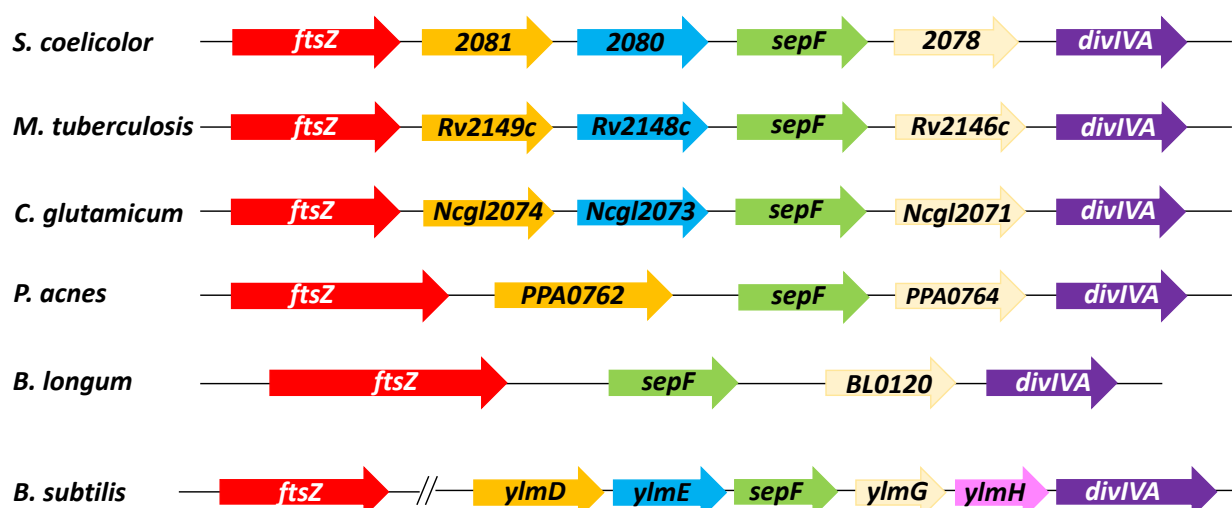 S. coelicolor ftsZ 2081 2080 sepF 2078 divIVA
M. tuberculosis ftsZ Rv2149c Rv2148c sepF Rv2146c divIVA
C. glutamicum ftsZ Ncgl2074 Ncgl2073 sepF Ncgl2071 divIVA
P. acnes ftsZ PPA0762 sepF PPA0764 divIVA
B. longum ftsZ sepF BL0120 divIVA
B. subtilis ftsZ // ylmD ylmE sepF ylmG ylmH divIVA